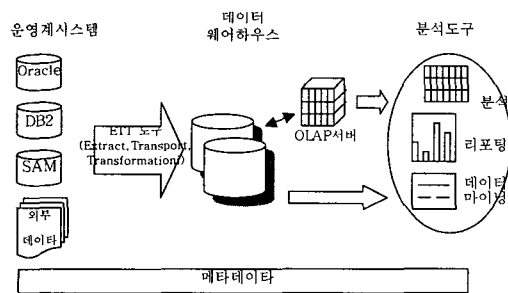 운영계시스템
데이터
웨어하우스
분석도구
Oracle
DB2
SAM
외부
데이타
ETT 도구
(Extract, Transport,
Transformation)
OLAP서버
분석
리포팅
데이타
마이닝
메타데이타